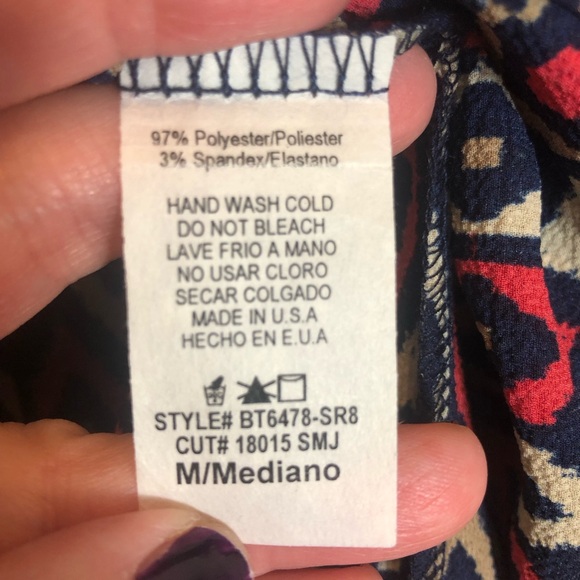 97% Polyester/Poliester
3% Spandex/Elastano
HAND WASH COLD
DO NOT BLEACH
LAVE FRIO A MANO
NO USAR CLORO
SECAR COLGADO
MADE IN U.S.A
HECHO EN E.U.A
STYLE# BT6478-SR8
CUT# 18015 SMJ
M/Mediano